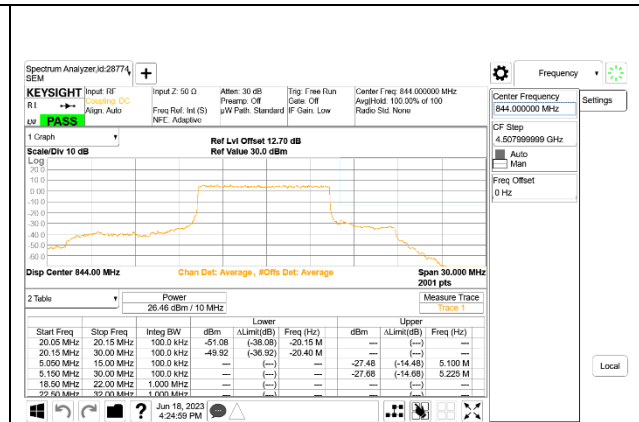 Spectrum Analyzer,Id:28774
SEM
+
Frequency
KEYSIGHT
Input: RF
Coupling: DC
Align: Auto
Input Z: 50 Ω
Freq Ref: Int (S)
NFE: Adaptive
Atten: 30 dB
Preamp: Off
µW Path: Standard
Trig: Free Run
Gate: Off
IF Gain: Low
Center Freq: 844.000000 MHz
Avg|Hold: 100.00% of 100
Radio Std: None
PASS
Center Frequency
844.000000 MHz
Settings
CF Step
4.507999999 GHz
Auto
Man
Freq Offset
0 Hz
1 Graph
Scale/Div 10 dB
Ref Lvl Offset 12.70 dB
Ref Value 30.0 dBm
Log
20.0
10.0
0.00
-10.0
-20.0
-30.0
-40.0
-50.0
-60.0
Disp Center 844.00 MHz
Chan Det: Average, #Offs Det: Average
Span 30.000 MHz
2001 pts
2 Table
Power
26.46 dBm / 10 MHz
Measure Trace
Trace 1
Lower Upper
Start Freq Stop Freq Integ BW dBm ΔLimit(dB) Freq (Hz) dBm ΔLimit(dB) Freq (Hz)
20.05 MHz 20.15 MHz 100.0 kHz -51.08 (-38.08) -20.15 M --- (---) ---
20.15 MHz 30.00 MHz 100.0 kHz -49.92 (-36.92) -20.40 M --- (---) ---
5.050 MHz 15.00 MHz 100.0 kHz --- (---) --- -27.48 (-14.48) 5.100 M
5.150 MHz 30.00 MHz 100.0 kHz --- (---) --- -27.68 (-14.68) 5.225 M
18.50 MHz 22.00 MHz 1.000 MHz --- (---) --- --- (---) ---
22.50 MHz 32.00 MHz 1.000 MHz
Local
?
Jun 18, 2023
4:24:59 PM